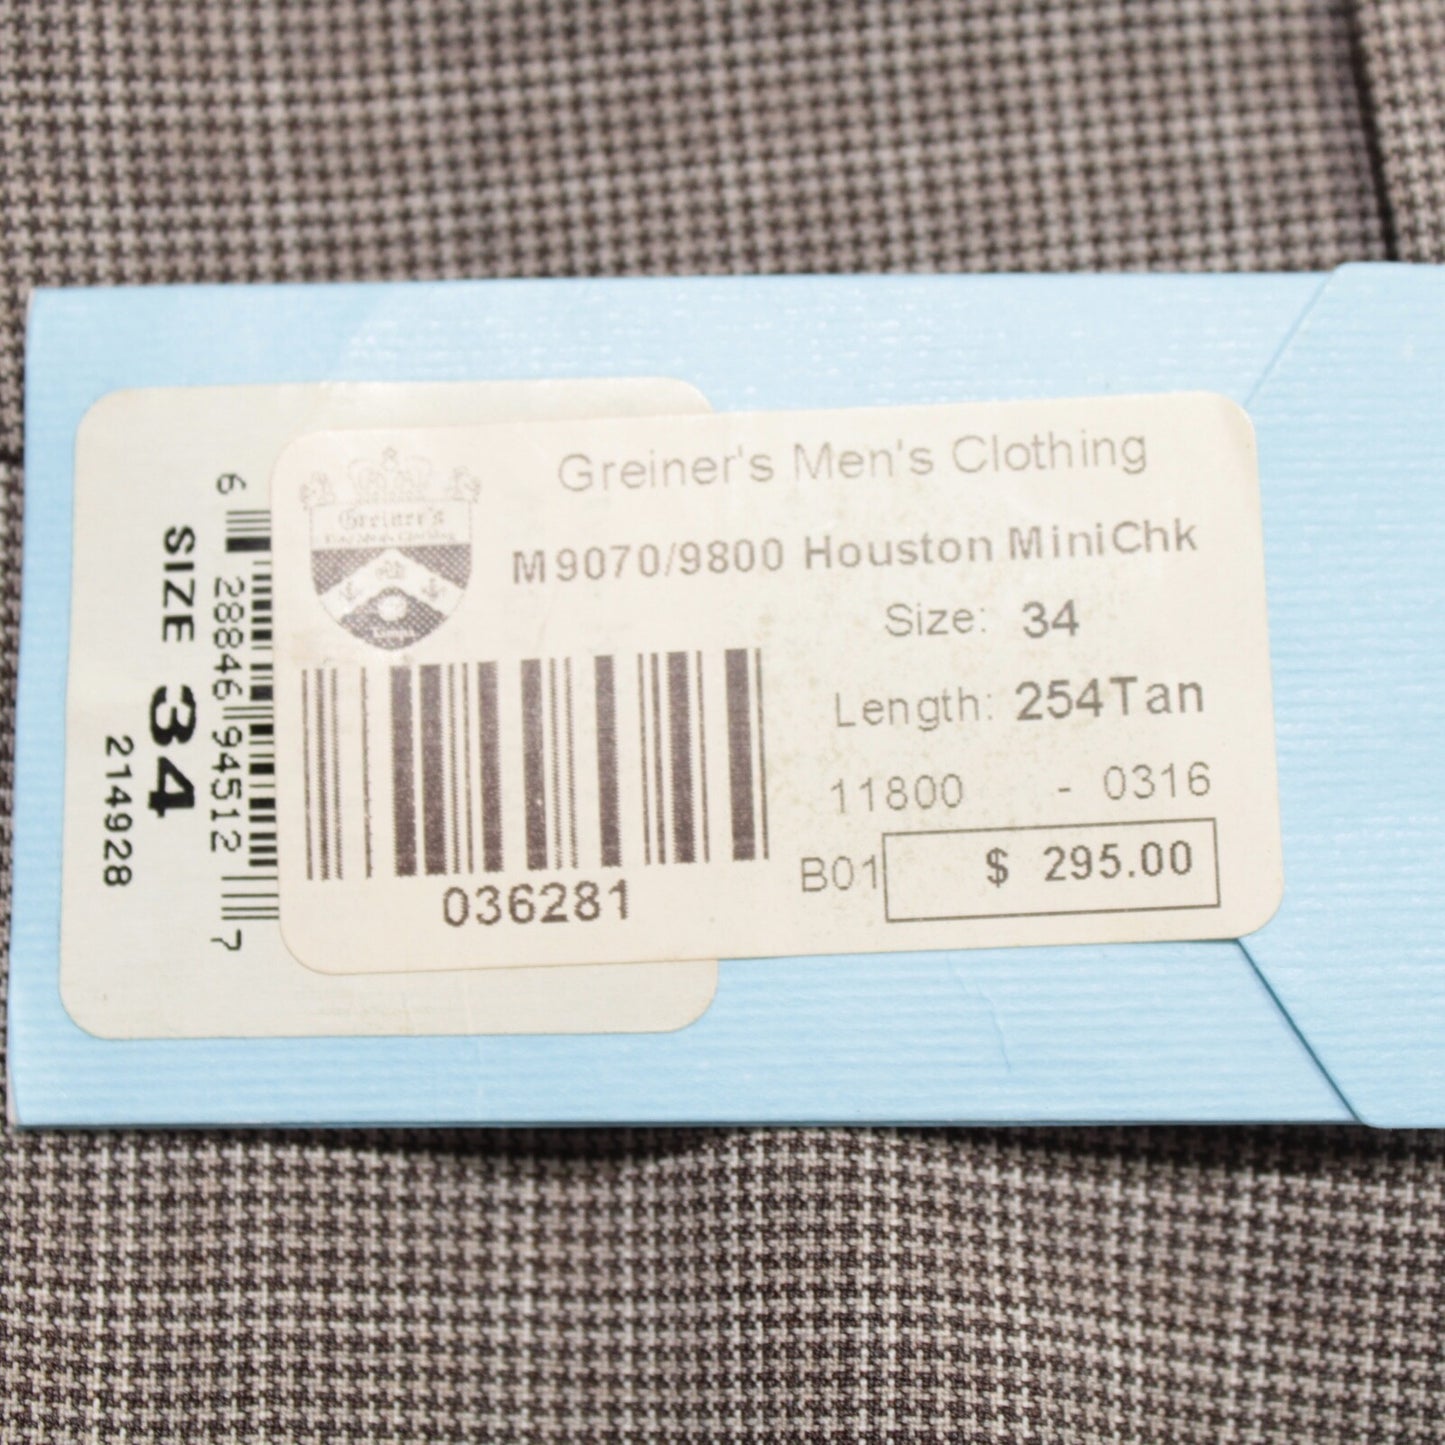 Greiner's Men's Clothing
Greiner's
M9070/9800 Houston MiniChk
Size: 34
Length: 254Tan
11800 - 0316
B01 $ 295.00
036281
6 28846 94512 7
SIZE 34
214928